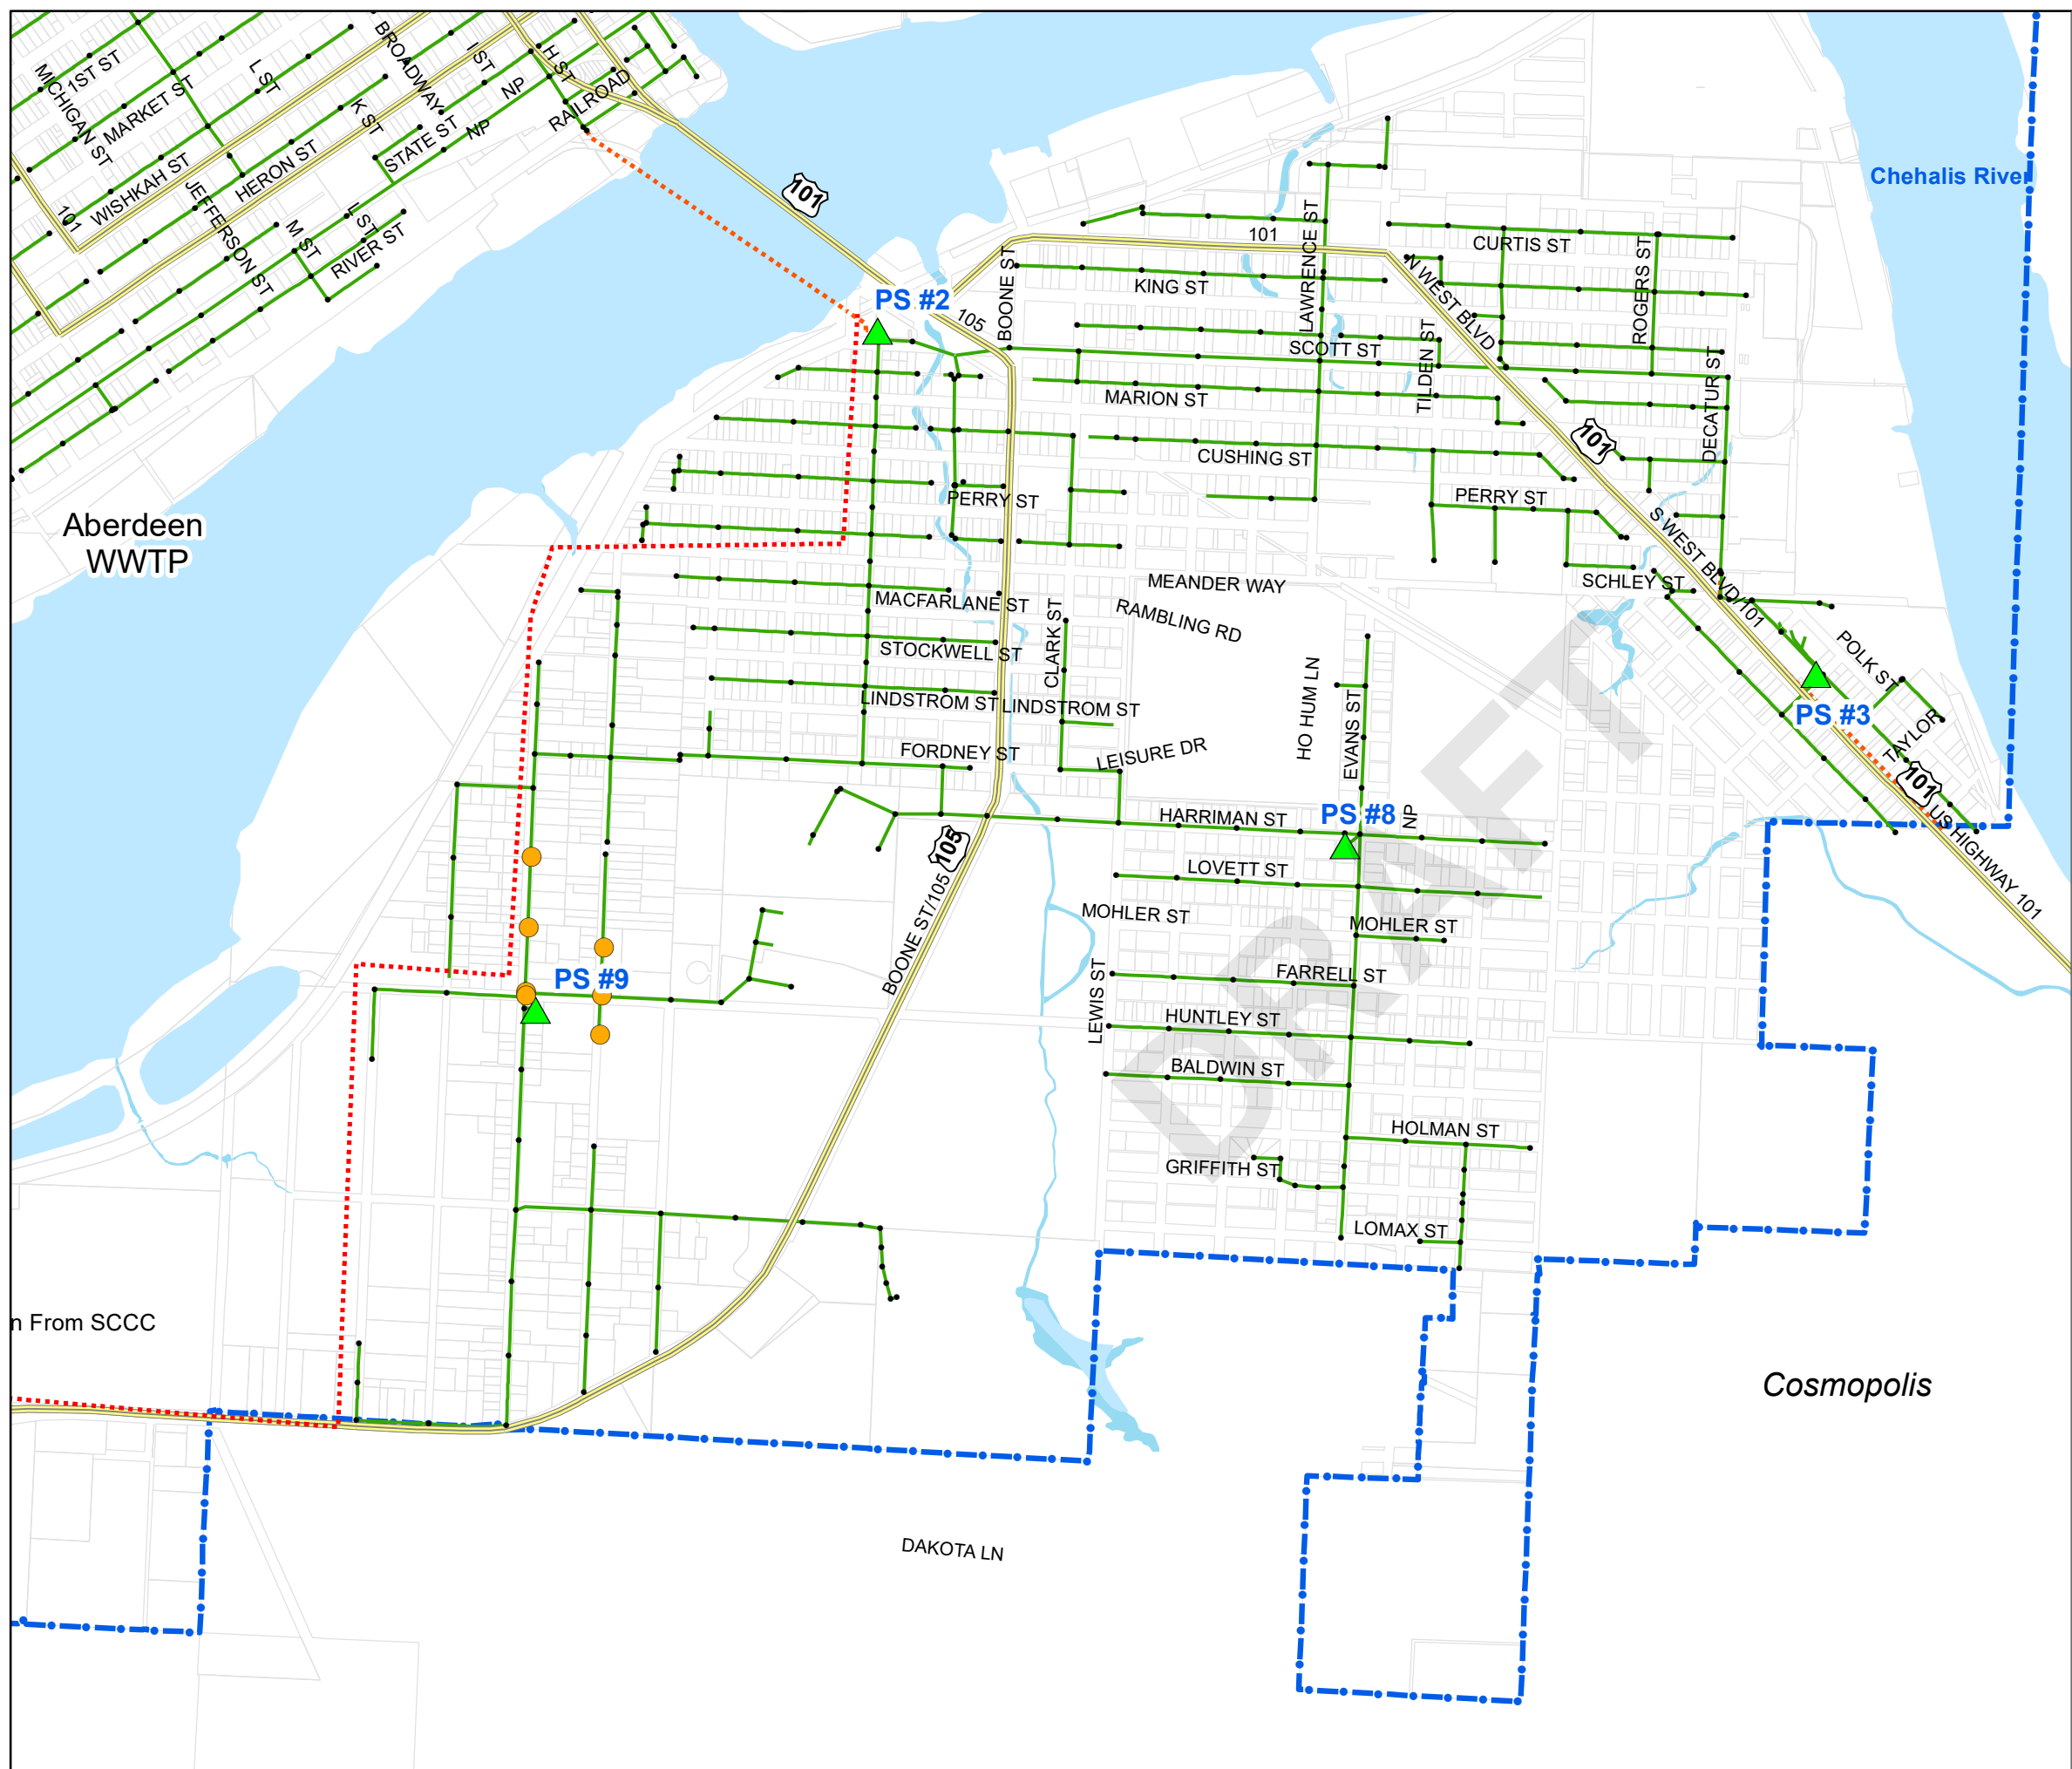 1ST ST
MICHIGAN ST
MARKET ST
L ST
BROADWAY
I ST
H ST
NP
RAILROAD
K ST
STATE ST
NP
WISHKAH ST
HERON ST
JEFFERSON ST
101
M ST
L ST
RIVER ST
101
Chehalis River
PS #2
105
BOONE ST
101
LAWRENCE ST
CURTIS ST
ROGERS ST
N WEST BLVD
KING ST
SCOTT ST
TILDEN ST
MARION ST
DECATUR ST
101
CUSHING ST
PERRY ST
PERRY ST
Aberdeen
WWTP
S WEST BLVD/101
MEANDER WAY
SCHLEY ST
MACFARLANE ST
RAMBLING RD
CLARK ST
STOCKWELL ST
POLK ST
HO HUM LN
EVANS ST
LINDSTROM ST
LINDSTROM ST
PS #3
TAYLOR
FORDNEY ST
LEISURE DR
101
US HIGHWAY 101
PS #8
NP
HARRIMAN ST
105
LOVETT ST
BOONE ST/105
MOHLER ST
MOHLER ST
PS #9
FARRELL ST
LEWIS ST
HUNTLEY ST
BALDWIN ST
DRAFT
HOLMAN ST
GRIFFITH ST
LOMAX ST
n From SCCC
Cosmopolis
DAKOTA LN